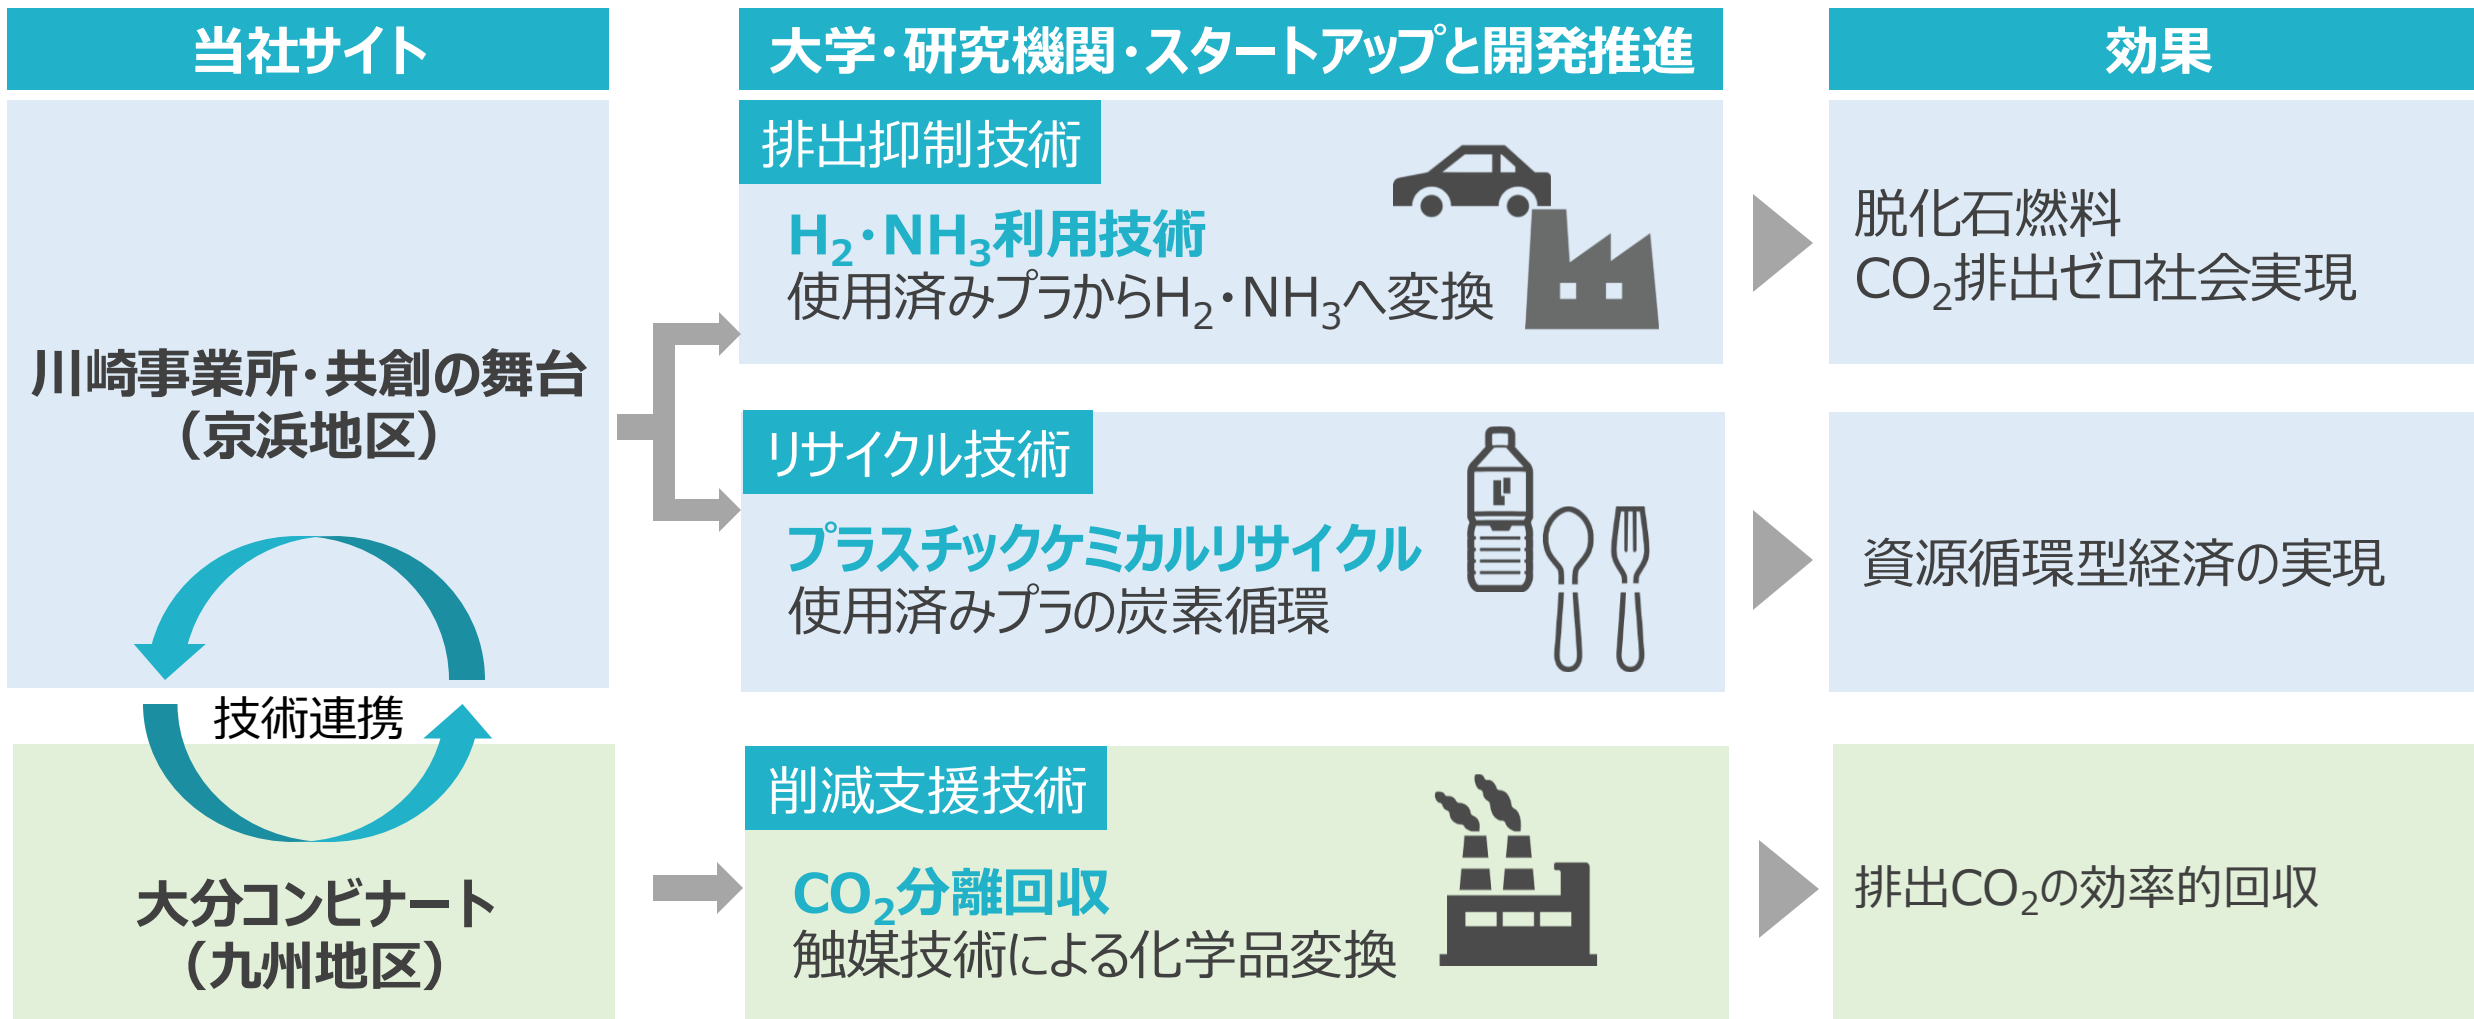 当社サイト
大学・研究機関・スタートアップと開発推進
効果
川崎事業所・共創の舞台
（京浜地区）
技術連携
大分コンビナート
（九州地区）
排出抑制技術
H₂・NH₃利用技術
使用済みプラからH₂・NH₃へ変換
脱化石燃料
CO₂排出ゼロ社会実現
リサイクル技術
プラスチックケミカルリサイクル
使用済みプラの炭素循環
資源循環型経済の実現
削減支援技術
CO₂分離回収
触媒技術による化学品変換
排出CO₂の効率的回収